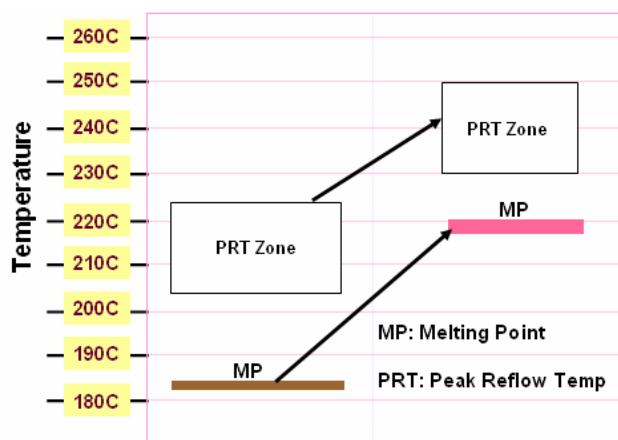 Temperature
260C
250C
240C
230C
220C
210C
200C
190C
180C
PRT Zone
MP
PRT Zone
MP
MP: Melting Point
PRT: Peak Reflow Temp